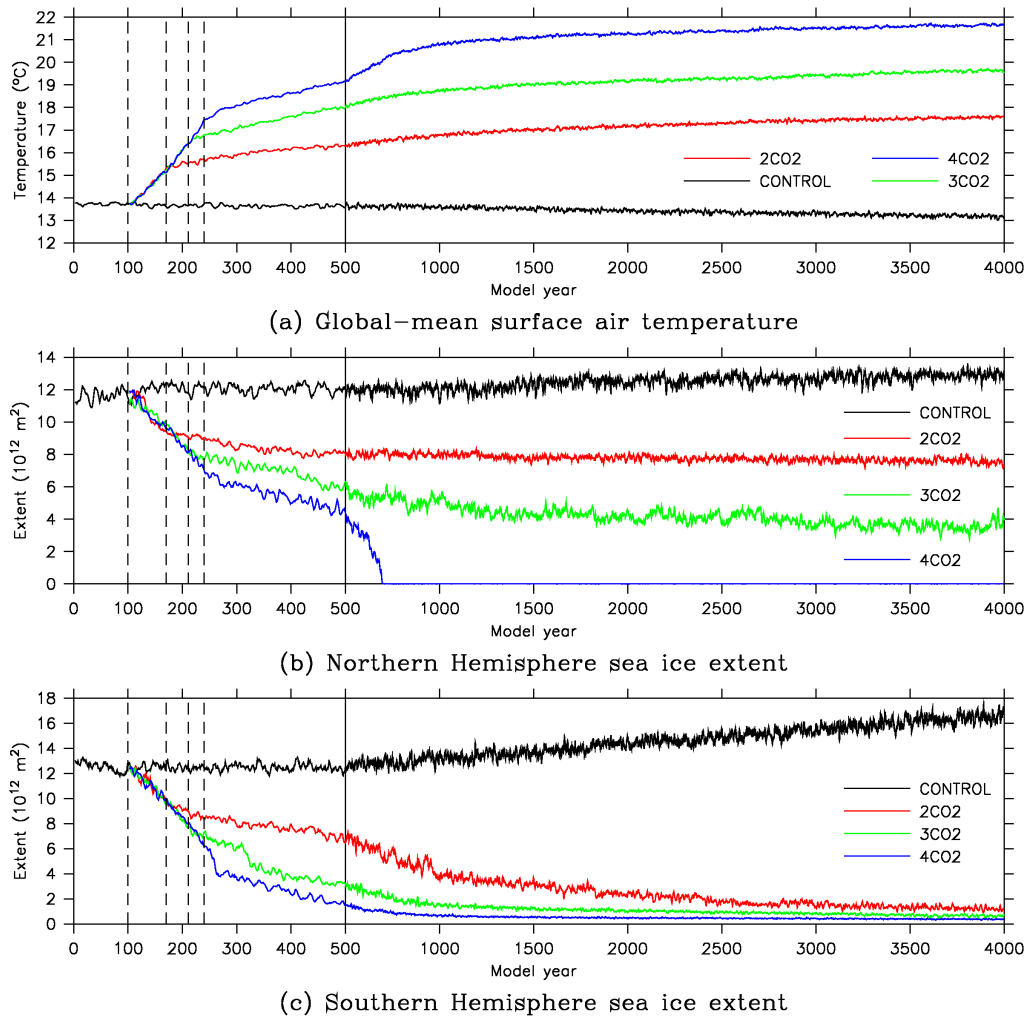 22
21
20
19
18
17
16
15
14
13
12
Temperature (°C)
2CO2 4CO2
CONTROL 3CO2
0 100 200 300 400 500 1000 1500 2000 2500 3000 3500 4000
Model year
(a) Global-mean surface air temperature
14
12
10
8
6
4
2
0
Extent (10¹² m²)
CONTROL
2CO2
3CO2
4CO2
0 100 200 300 400 500 1000 1500 2000 2500 3000 3500 4000
Model year
(b) Northern Hemisphere sea ice extent
18
16
14
12
10
8
6
4
2
0
Extent (10¹² m²)
CONTROL
2CO2
3CO2
4CO2
0 100 200 300 400 500 1000 1500 2000 2500 3000 3500 4000
Model year
(c) Southern Hemisphere sea ice extent